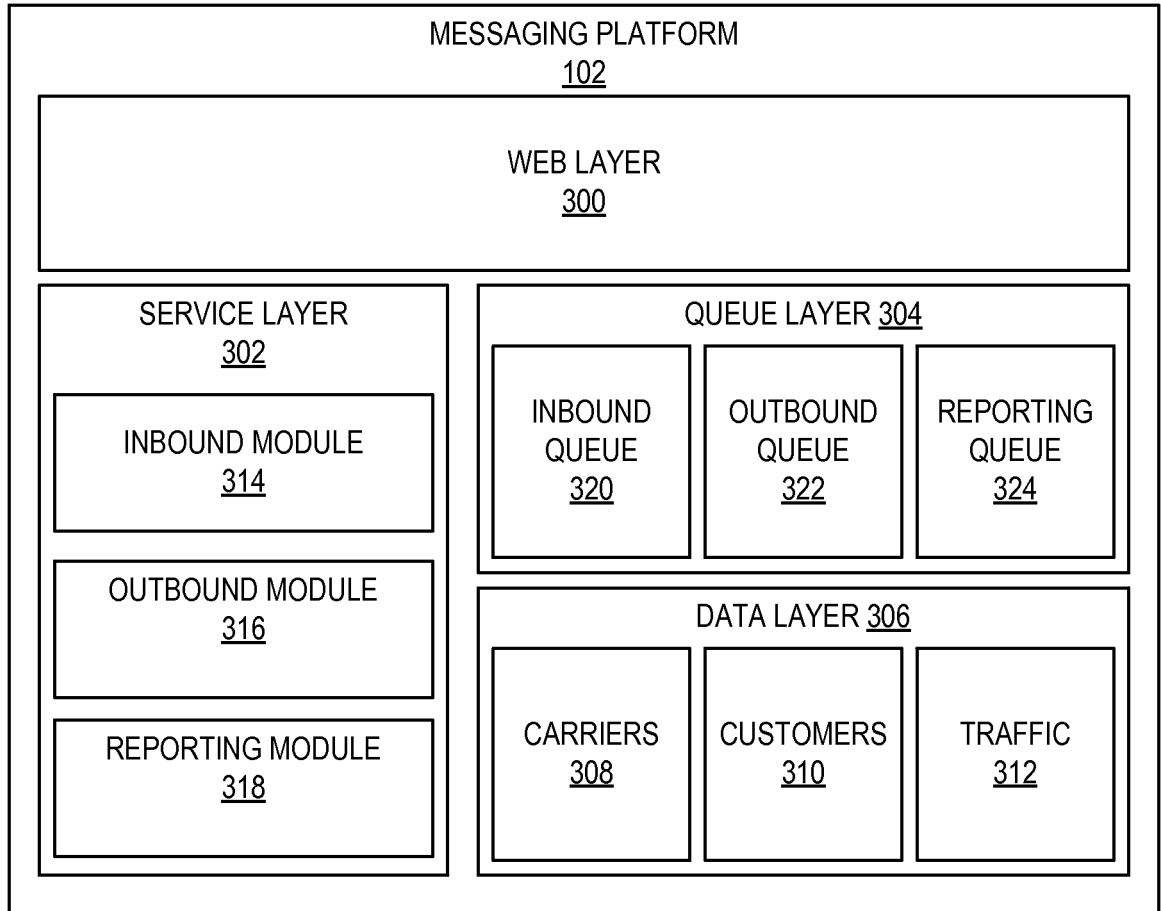 MESSAGING PLATFORM
102
WEB LAYER
300
SERVICE LAYER
302
INBOUND MODULE
314
OUTBOUND MODULE
316
REPORTING MODULE
318
QUEUE LAYER 304
INBOUND
QUEUE
320
OUTBOUND
QUEUE
322
REPORTING
QUEUE
324
DATA LAYER 306
CARRIERS
308
CUSTOMERS
310
TRAFFIC
312